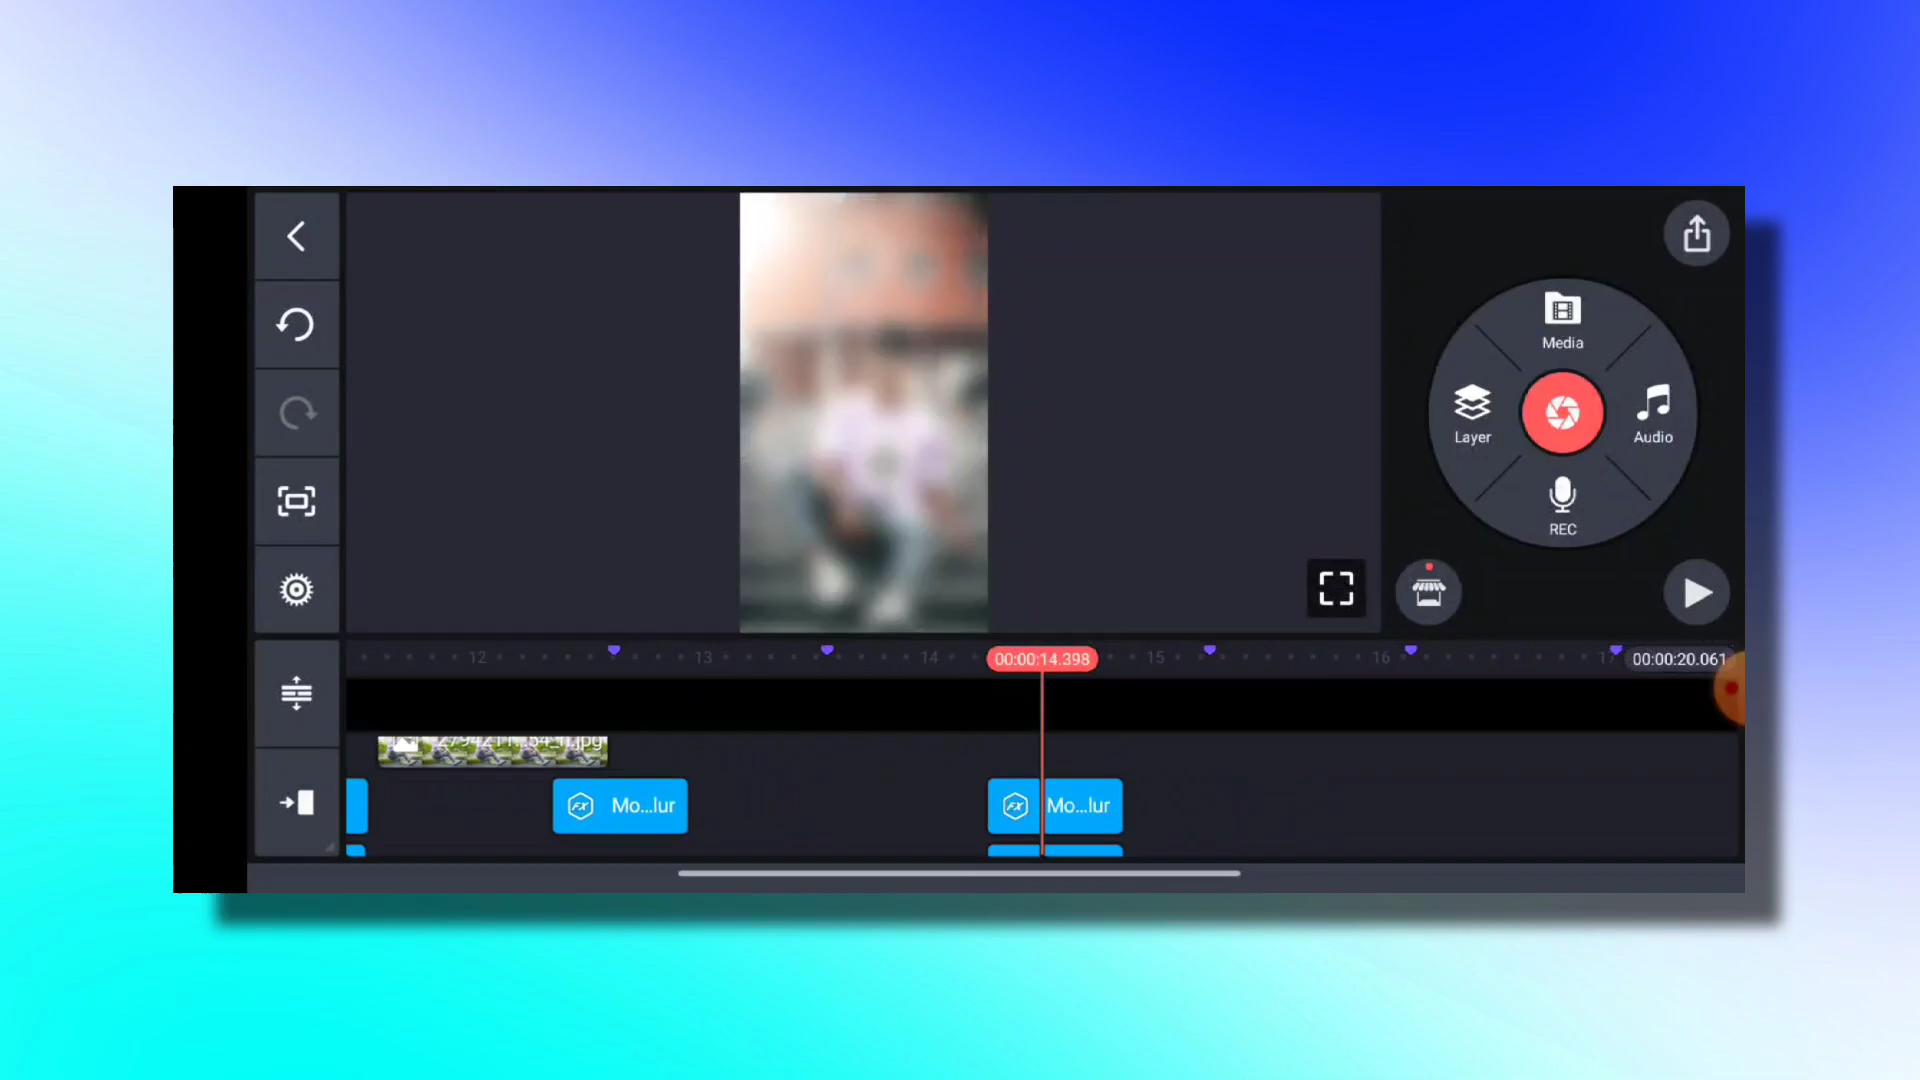 Media
Layer
Audio
REC
12
13
14
00:00:14.398
15
16
17
00:00:20.061
Mo...lur
Mo...lur